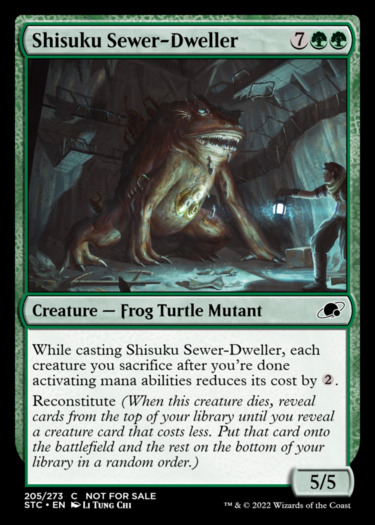 Shisuku Sewer-Dweller 7
Creature — Frog Turtle Mutant
While casting Shisuku Sewer-Dweller, each
creature you sacrifice after you're done
activating mana abilities reduces its cost by 2.
Reconstitute (When this creature dies, reveal
cards from the top of your library until you reveal
a creature card that costs less. Put that card onto
the battlefield and the rest on the bottom of your
library in a random order.)
5/5
205/273 C NOT FOR SALE
STC • EN Li Tung Chi
™ & © 2022 Wizards of the Coast